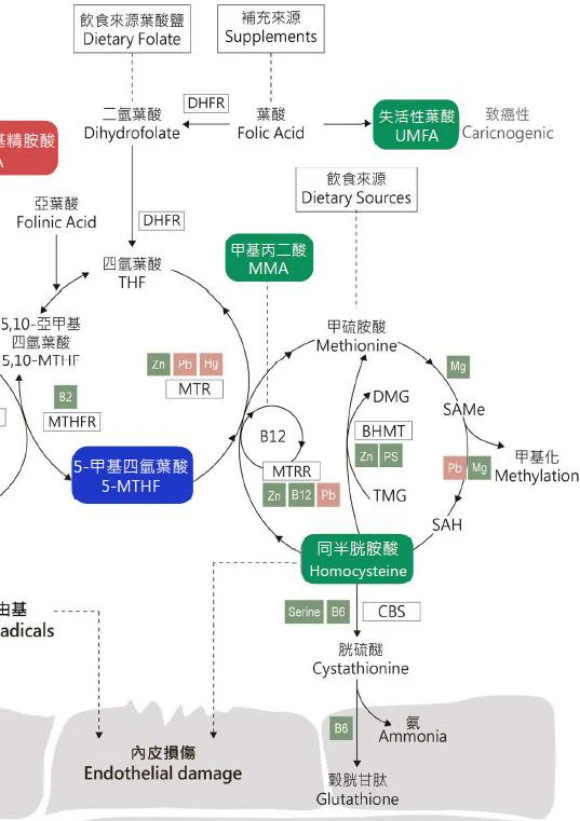 飲食來源葉酸鹽
Dietary Folate
補充來源
Supplements
二氫葉酸
Dihydrofolate
DHFR
葉酸
Folic Acid
失活性葉酸
UMFA
致癌性
Caricnogenic
基精胺酸
A
飲食來源
Dietary Sources
亞葉酸
Folinic Acid
DHFR
甲基丙二酸
MMA
四氫葉酸
THF
5,10-亞甲基
四氫葉酸
5,10-MTHF
甲硫胺酸
Methionine
Zn Pb Hg
MTR
Mg
B2
MTHFR
DMG
SAMe
BHMT
Zn PS
B12
甲基化
Methylation
5-甲基四氫葉酸
5-MTHF
MTRR
Zn B12 Pb
Pb Mg
TMG
SAH
同半胱胺酸
Homocysteine
由基
adicals
Serine B6
CBS
胱硫醚
Cystathionine
B6
氨
Ammonia
內皮損傷
Endothelial damage
穀胱甘肽
Glutathione